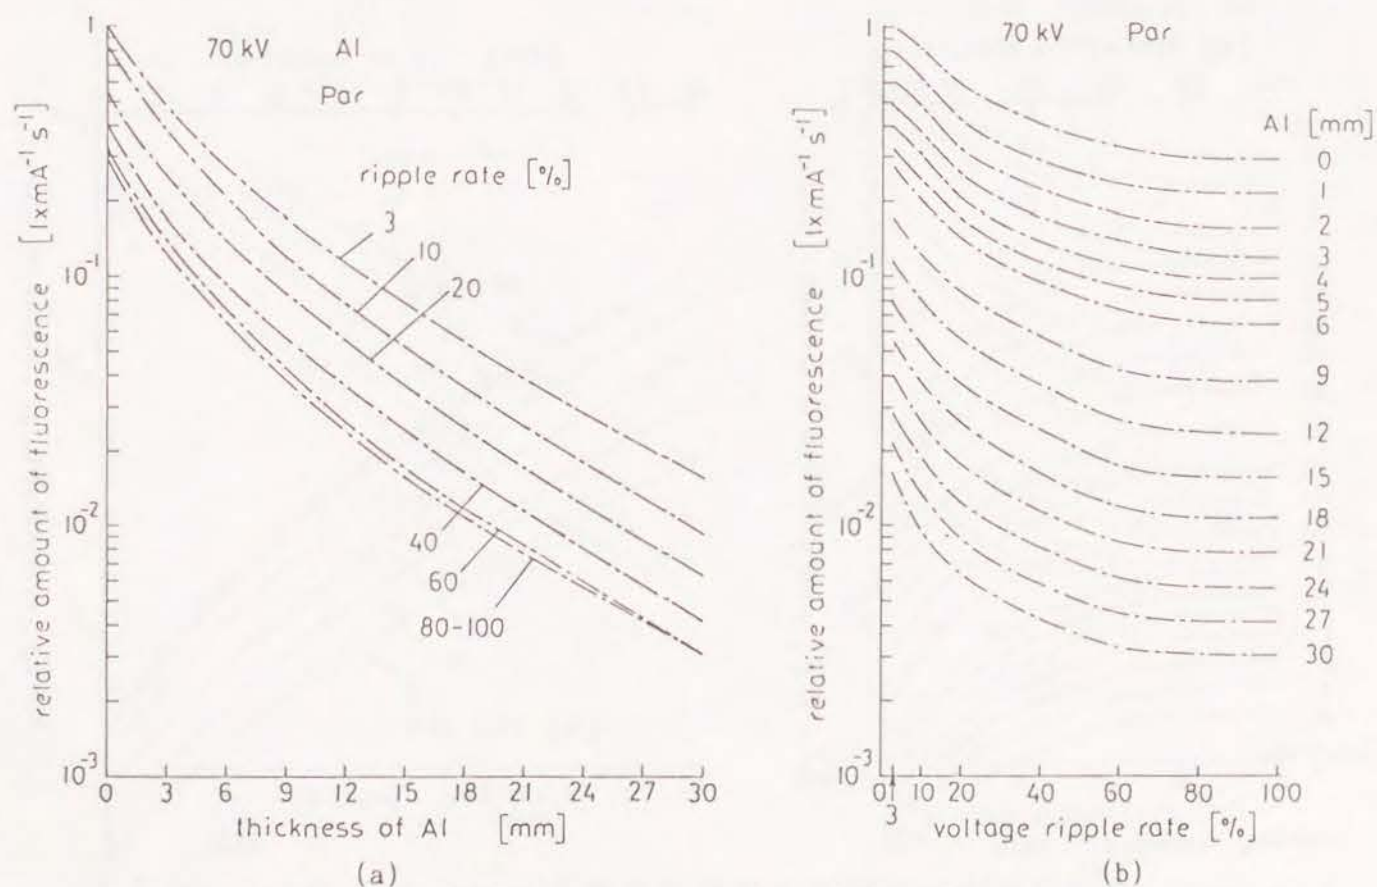 70 kV Al
Par
ripple rate [%]
3
10
20
40
60
80-100
relative amount of fluorescence [lxmA⁻¹ s⁻¹]
1
10⁻¹
10⁻²
10⁻³
0 3 6 9 12 15 18 21 24 27 30
thickness of Al [mm]
(a)
70 kV Par
Al [mm]
0
1
2
3
4
5
6
9
12
15
18
21
24
27
30
relative amount of fluorescence [lxmA⁻¹ s⁻¹]
1
10⁻¹
10⁻²
10⁻³
0 10 20 40 60 80 100
3
voltage ripple rate [%]
(b)